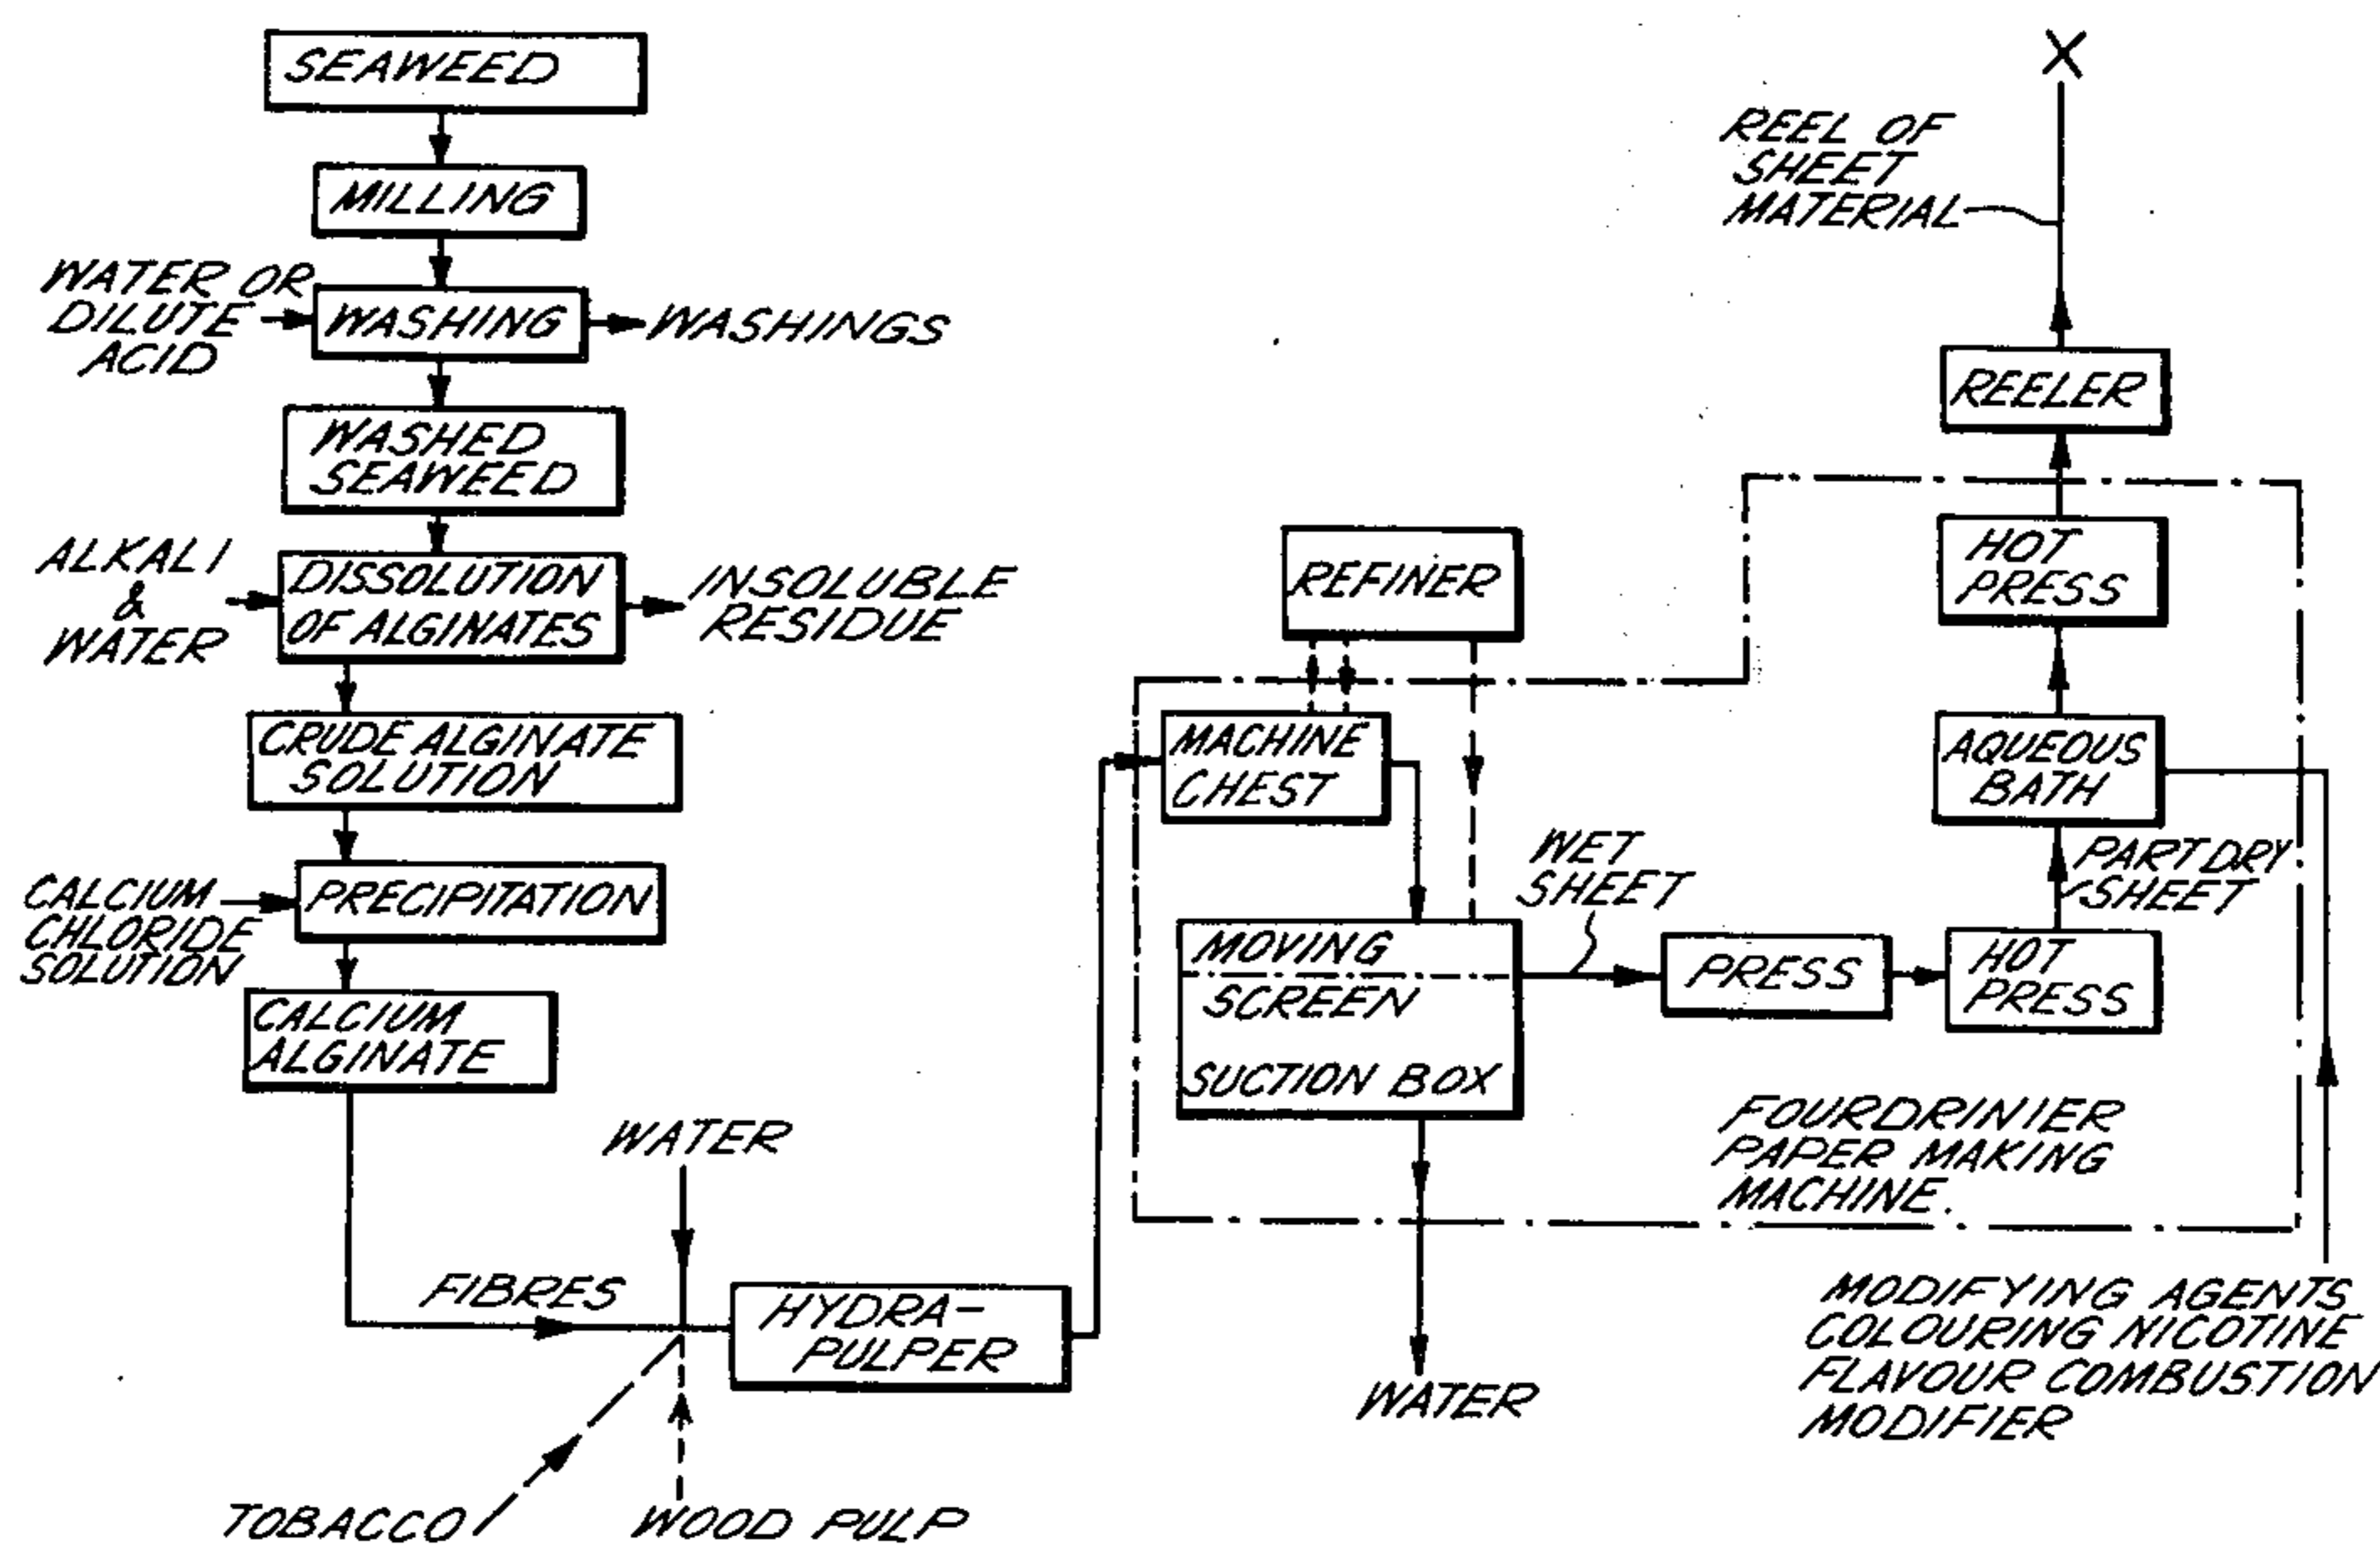 SEAWEED
MILLING
WATER OR
DILUTE
ACID
WASHING
WASHINGS
WASHED
SEAWEED
ALKALI
&
WATER
DISSOLUTION
OF ALGINATES
INSOLUBLE
RESIDUE
CRUDE ALGINATE
SOLUTION
CALCIUM
CHLORIDE
SOLUTION
PRECIPITATION
CALCIUM
ALGINATE
WATER
FIBRES
HYDRA-
PULPER
TOBACCO
WOOD PULP
REFINER
MACHINE
CHEST
MOVING
SCREEN
SUCTION BOX
WATER
WET
SHEET
PRESS
HOT
PRESS
PART DRY
SHEET
AQUEOUS
BATH
HOT
PRESS
REELER
REEL OF
SHEET
MATERIAL
X
FOURDRINIER
PAPER MAKING
MACHINE.
MODIFYING AGENTS
COLOURING NICOTINE
FLAVOUR COMBUSTION
MODIFIER